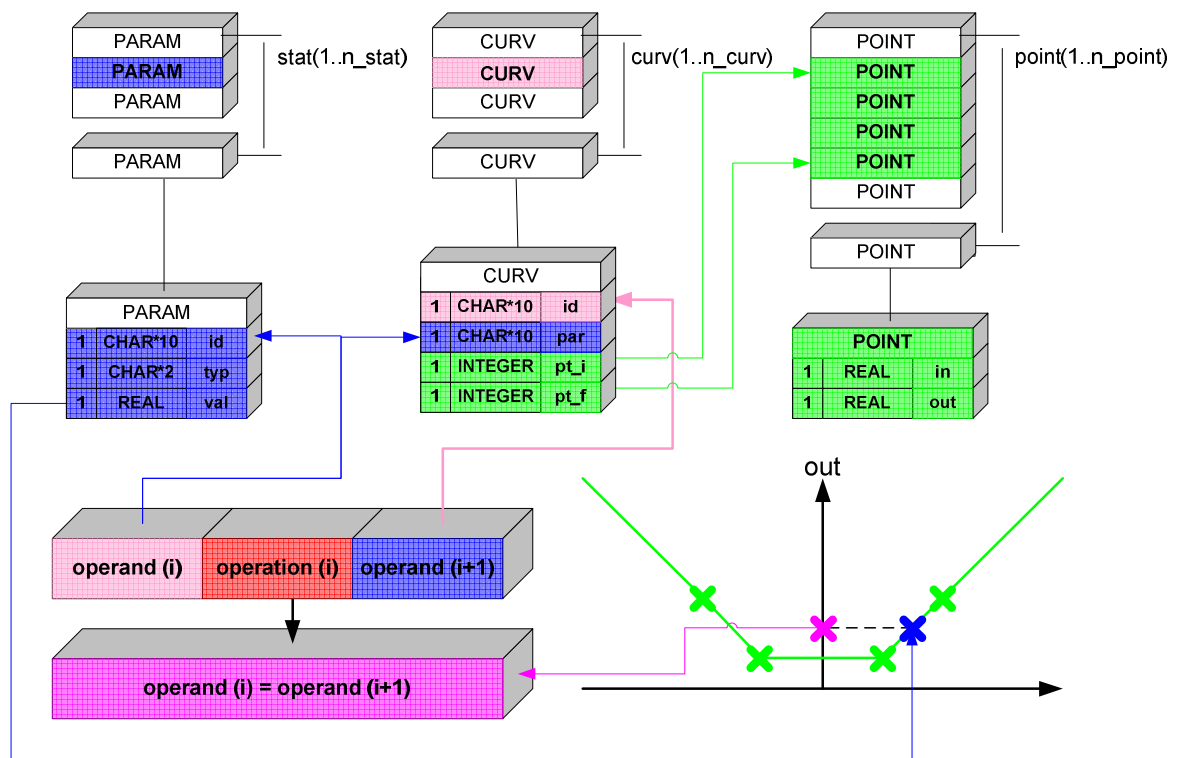 PARAM
PARAM
PARAM
PARAM
stat(1..n_stat)
CURV
CURV
CURV
CURV
curv(1..n_curv)
POINT
POINT
POINT
POINT
POINT
POINT
POINT
point(1..n_point)
PARAM
1 CHAR*10 id
1 CHAR*2 typ
1 REAL val
CURV
1 CHAR*10 id
1 CHAR*10 par
1 INTEGER pt_i
1 INTEGER pt_f
POINT
1 REAL in
1 REAL out
out
operand (i) operation (i) operand (i+1)
operand (i) = operand (i+1)